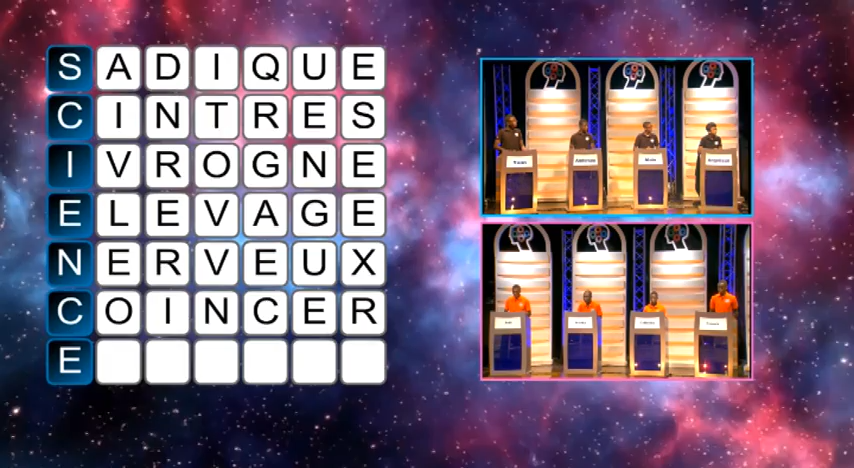 SADIQUE
CINTRES
IVROGNE
ELEVAGE
NERVEUX
COINCER
E